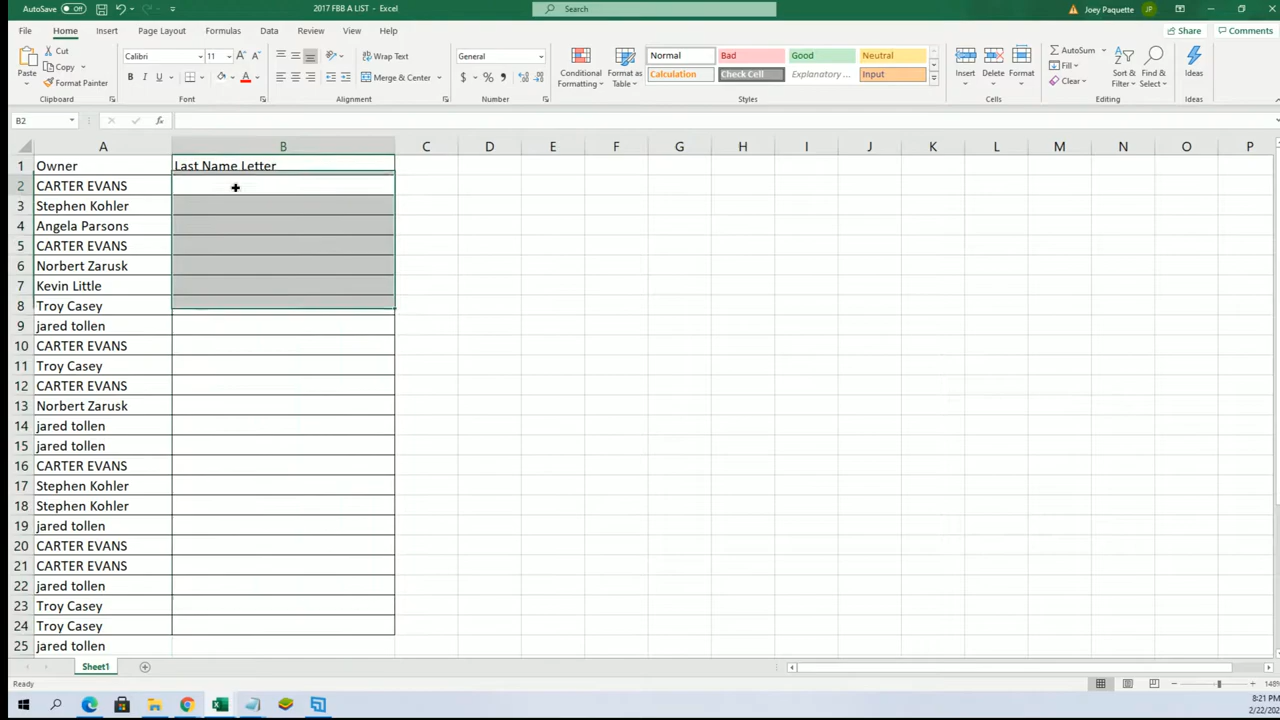 AutoSave Off 2017 FBB A LIST - Excel Search Joey Paquette JP
File Home Insert Page Layout Formulas Data Review View Help Share Comments
Paste Cut Copy Format Painter Clipboard
Calibri 11 A A B I U A Font
Wrap Text Merge & Center Alignment
General $ % Number
Conditional Formatting Format as Table
Normal Bad Good Neutral
Calculation Check Cell Explanary ... Input
Styles
Insert Delete Format Cells
AutoSum Fill Clear Sort & Filter Find & Select Editing
Ideas Ideas
B2 fx
A B C D E F G H I J K L M N O P
1 Owner Last Name Letter
2 CARTER EVANS
3 Stephen Kohler
4 Angela Parsons
5 CARTER EVANS
6 Norbert Zarusk
7 Kevin Little
8 Troy Casey
9 jared tollen
10 CARTER EVANS
11 Troy Casey
12 CARTER EVANS
13 Norbert Zarusk
14 jared tollen
15 jared tollen
16 CARTER EVANS
17 Stephen Kohler
18 Stephen Kohler
19 jared tollen
20 CARTER EVANS
21 CARTER EVANS
22 jared tollen
23 Troy Casey
24 Troy Casey
25 jared tollen
Sheet1
Ready 148%
8:21 PM
2/22/202